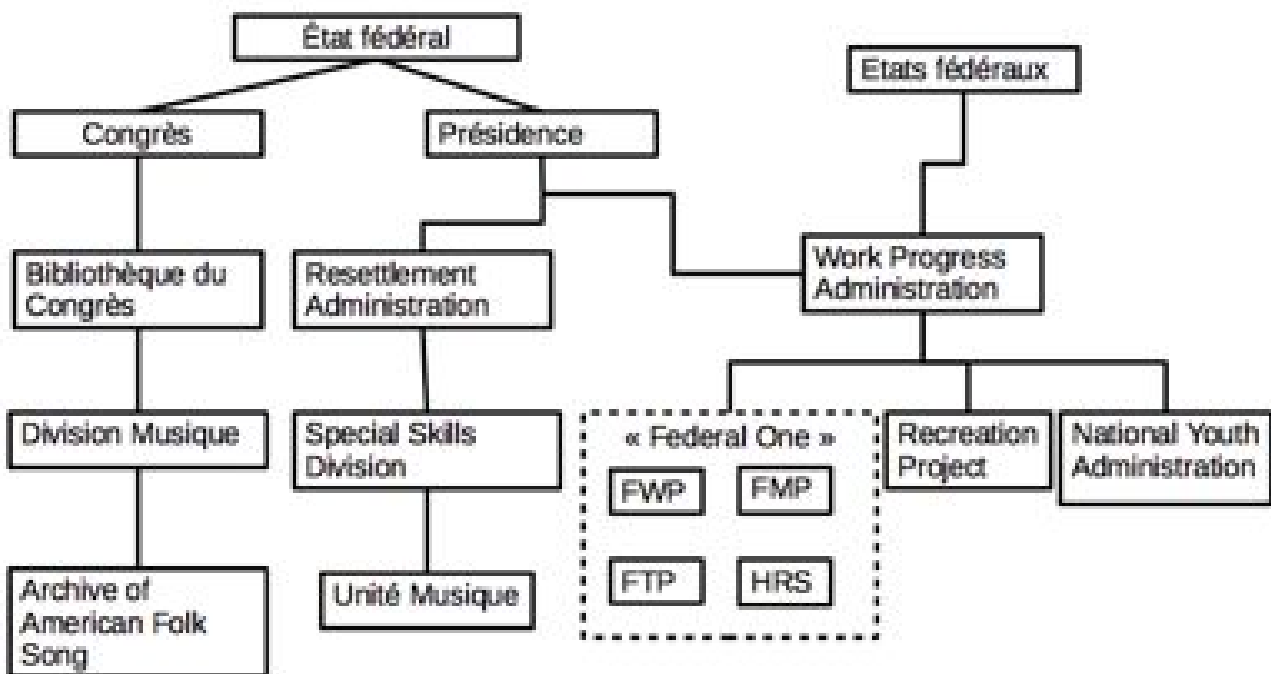 État fédéral
Etats fédéraux
Congrès
Présidence
Bibliothèque du
Congrès
Resettlement
Administration
Work Progress
Administration
Division Musique
Special Skills
Division
« Federal One »
FWP
FMP
FTP
HRS
Recreation
Project
National Youth
Administration
Archive of
American Folk
Song
Unité Musique